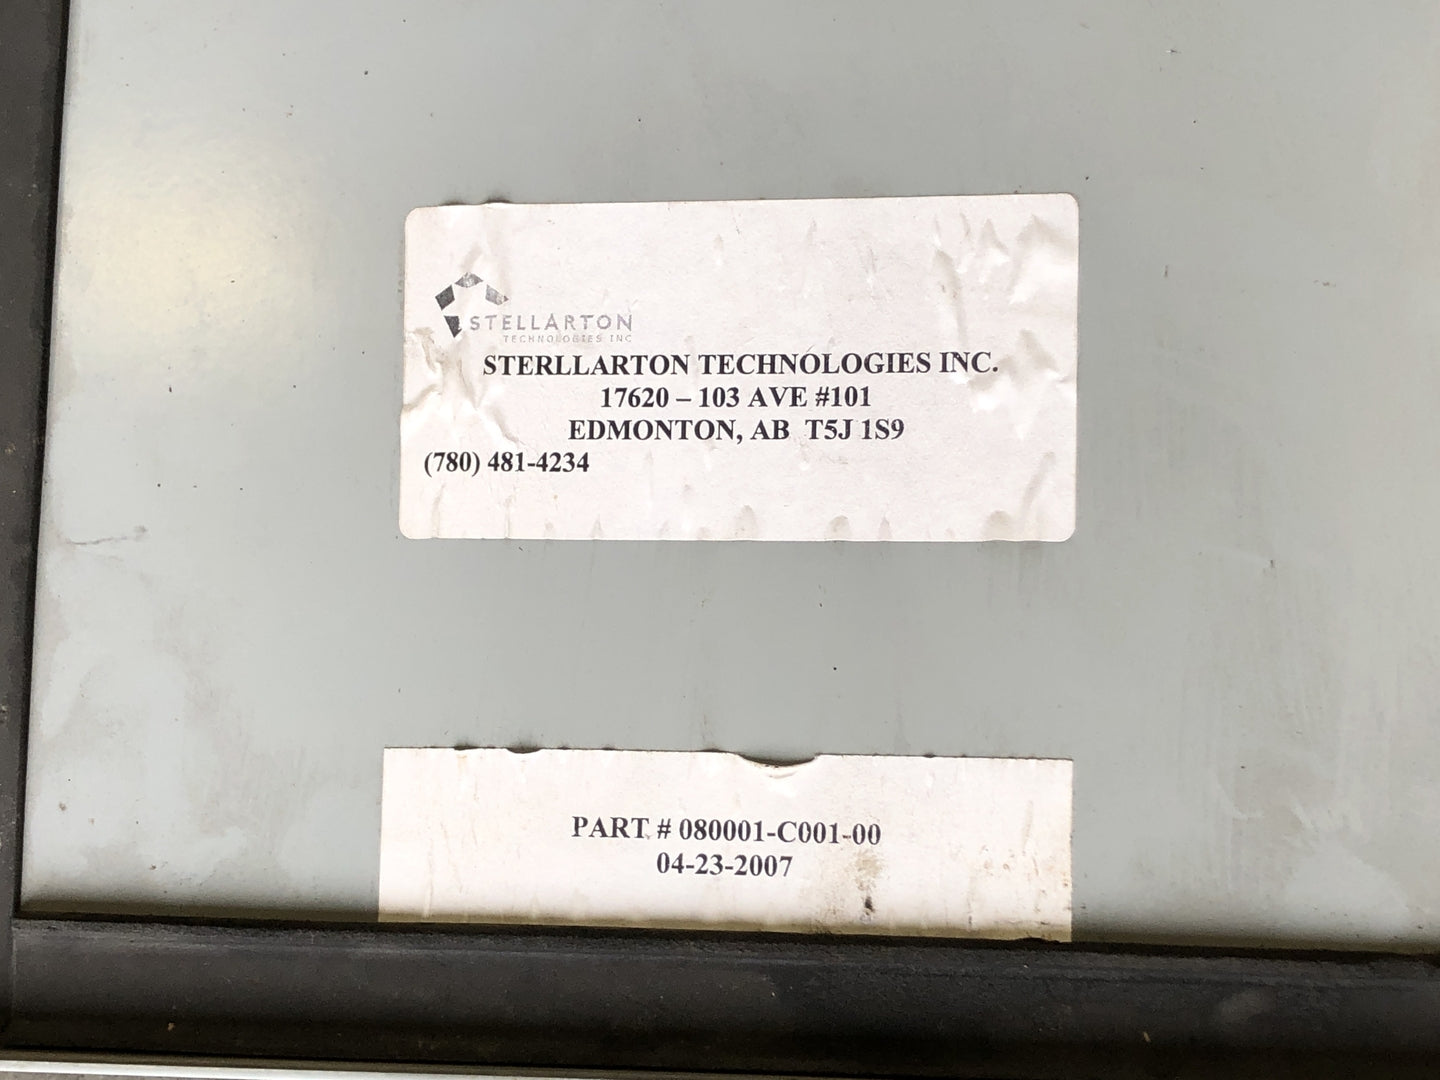 STELLARTON
TECHNOLOGIES INC
STERLLARTON TECHNOLOGIES INC.
17620 – 103 AVE #101
EDMONTON, AB  T5J 1S9
(780) 481-4234
PART # 080001-C001-00
04-23-2007